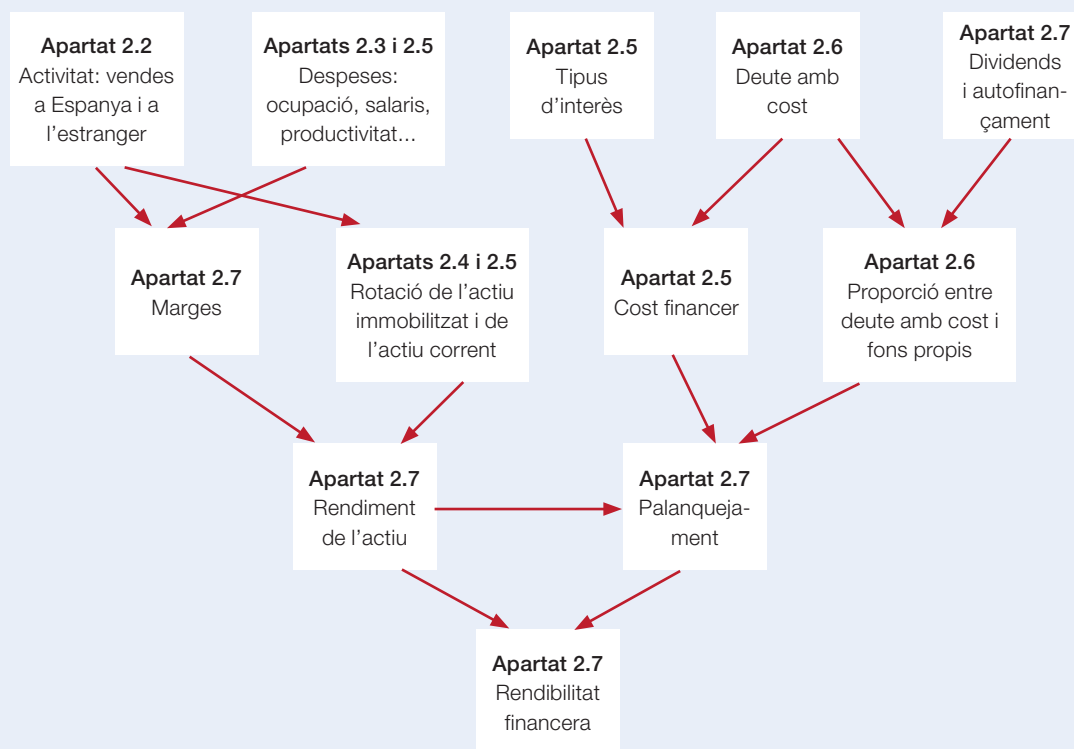 Apartat 2.2
Activitat: vendes
a Espanya i a
l’estranger
Apartats 2.3 i 2.5
Despeses:
ocupació, salaris,
productivitat...
Apartat 2.5
Tipus
d’interès
Apartat 2.6
Deute amb
cost
Apartat 2.7
Dividends
i autofinan-
çament
Apartat 2.7
Marges
Apartats 2.4 i 2.5
Rotació de l’actiu
immobilitzat i de
l’actiu corrent
Apartat 2.5
Cost financer
Apartat 2.6
Proporció entre
deute amb cost i
fons propis
Apartat 2.7
Rendiment
de l’actiu
Apartat 2.7
Palanqueja-
ment
Apartat 2.7
Rendibilitat
financera